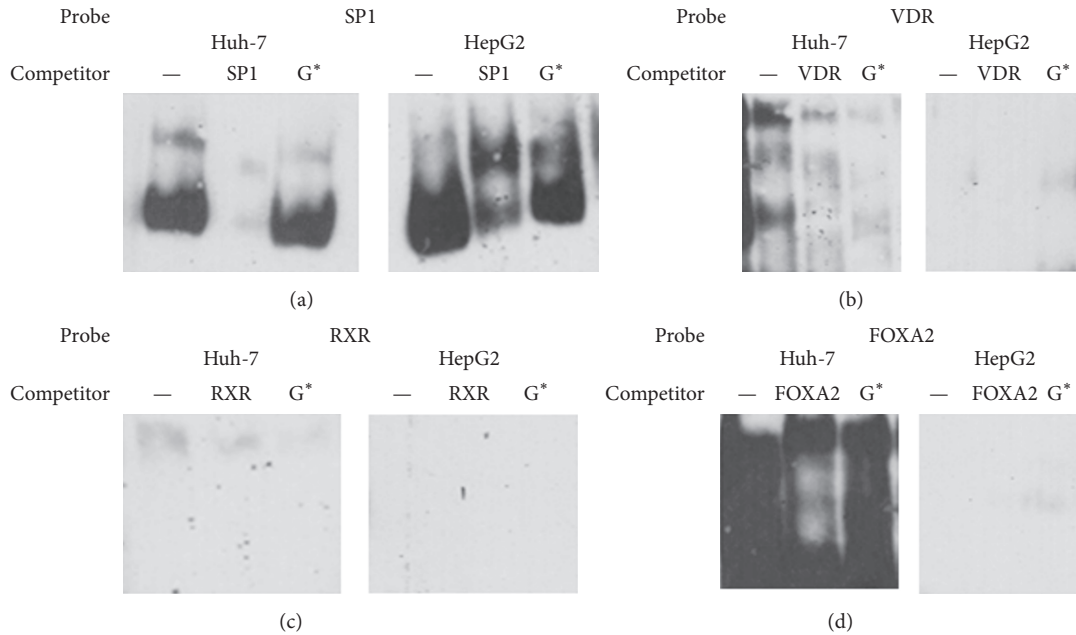 Probe SP1
Huh-7 HepG2
Competitor — SP1 G* — SP1 G*
(a)
Probe VDR
Huh-7 HepG2
Competitor — VDR G* — VDR G*
(b)
Probe RXR
Huh-7 HepG2
Competitor — RXR G* — RXR G*
(c)
Probe FOXA2
Huh-7 HepG2
Competitor — FOXA2 G* — FOXA2 G*
(d)